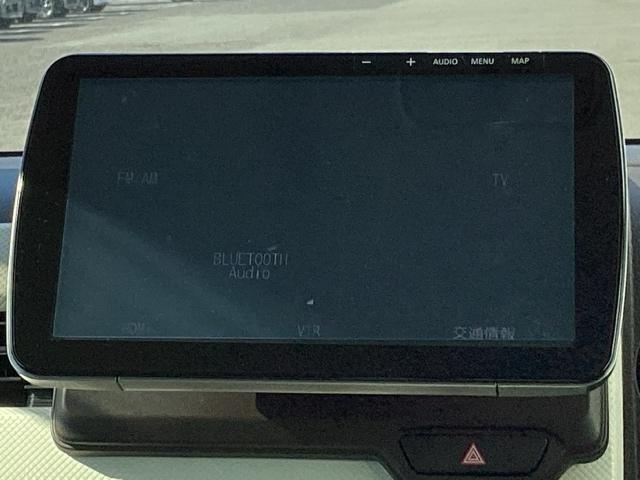 − + AUDIO MENU MAP
FM AM
TV
BLUETOOTH
Audio
VTR
交通情報